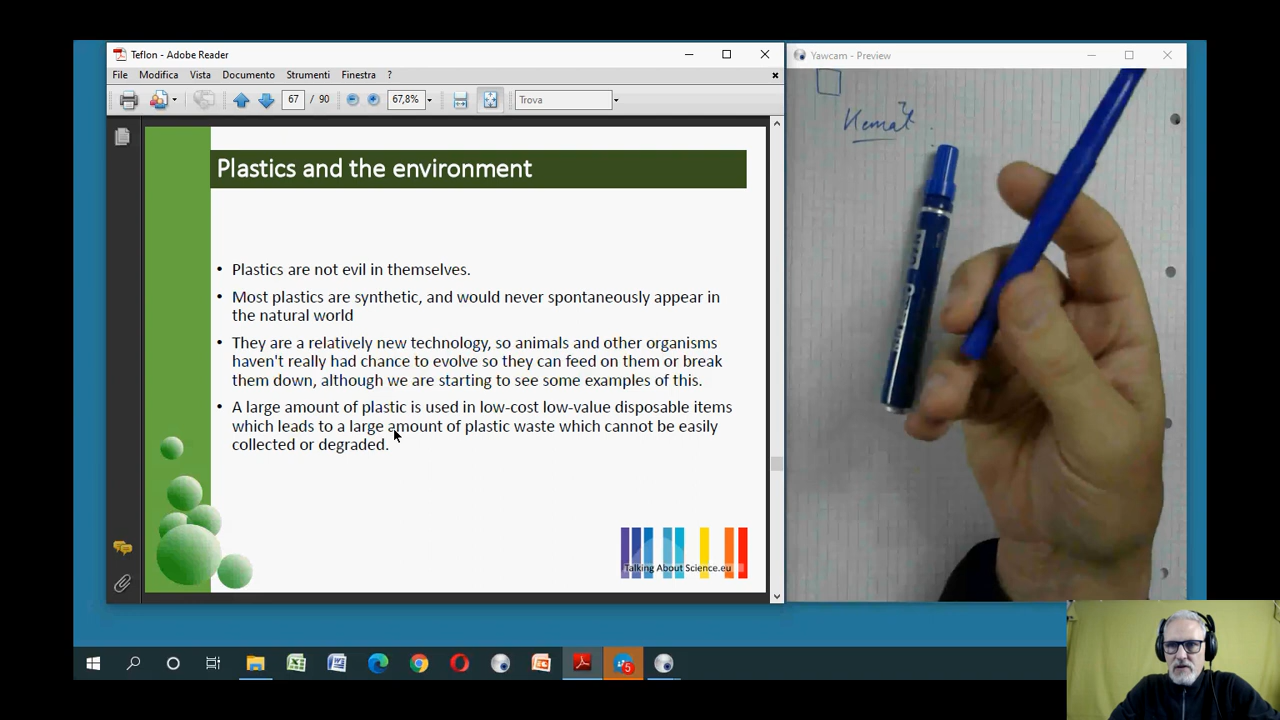 Teflon - Adobe Reader
File Modifica Vista Documento Strumenti Finestra ?
67 / 90 67,8% Trova
Plastics and the environment
• Plastics are not evil in themselves.
• Most plastics are synthetic, and would never spontaneously appear in
the natural world
• They are a relatively new technology, so animals and other organisms
haven't really had chance to evolve so they can feed on them or break
them down, although we are starting to see some examples of this.
• A large amount of plastic is used in low-cost low-value disposable items
which leads to a large amount of plastic waste which cannot be easily
collected or degraded.
Talking About Science.eu
Yawcam - Preview
5